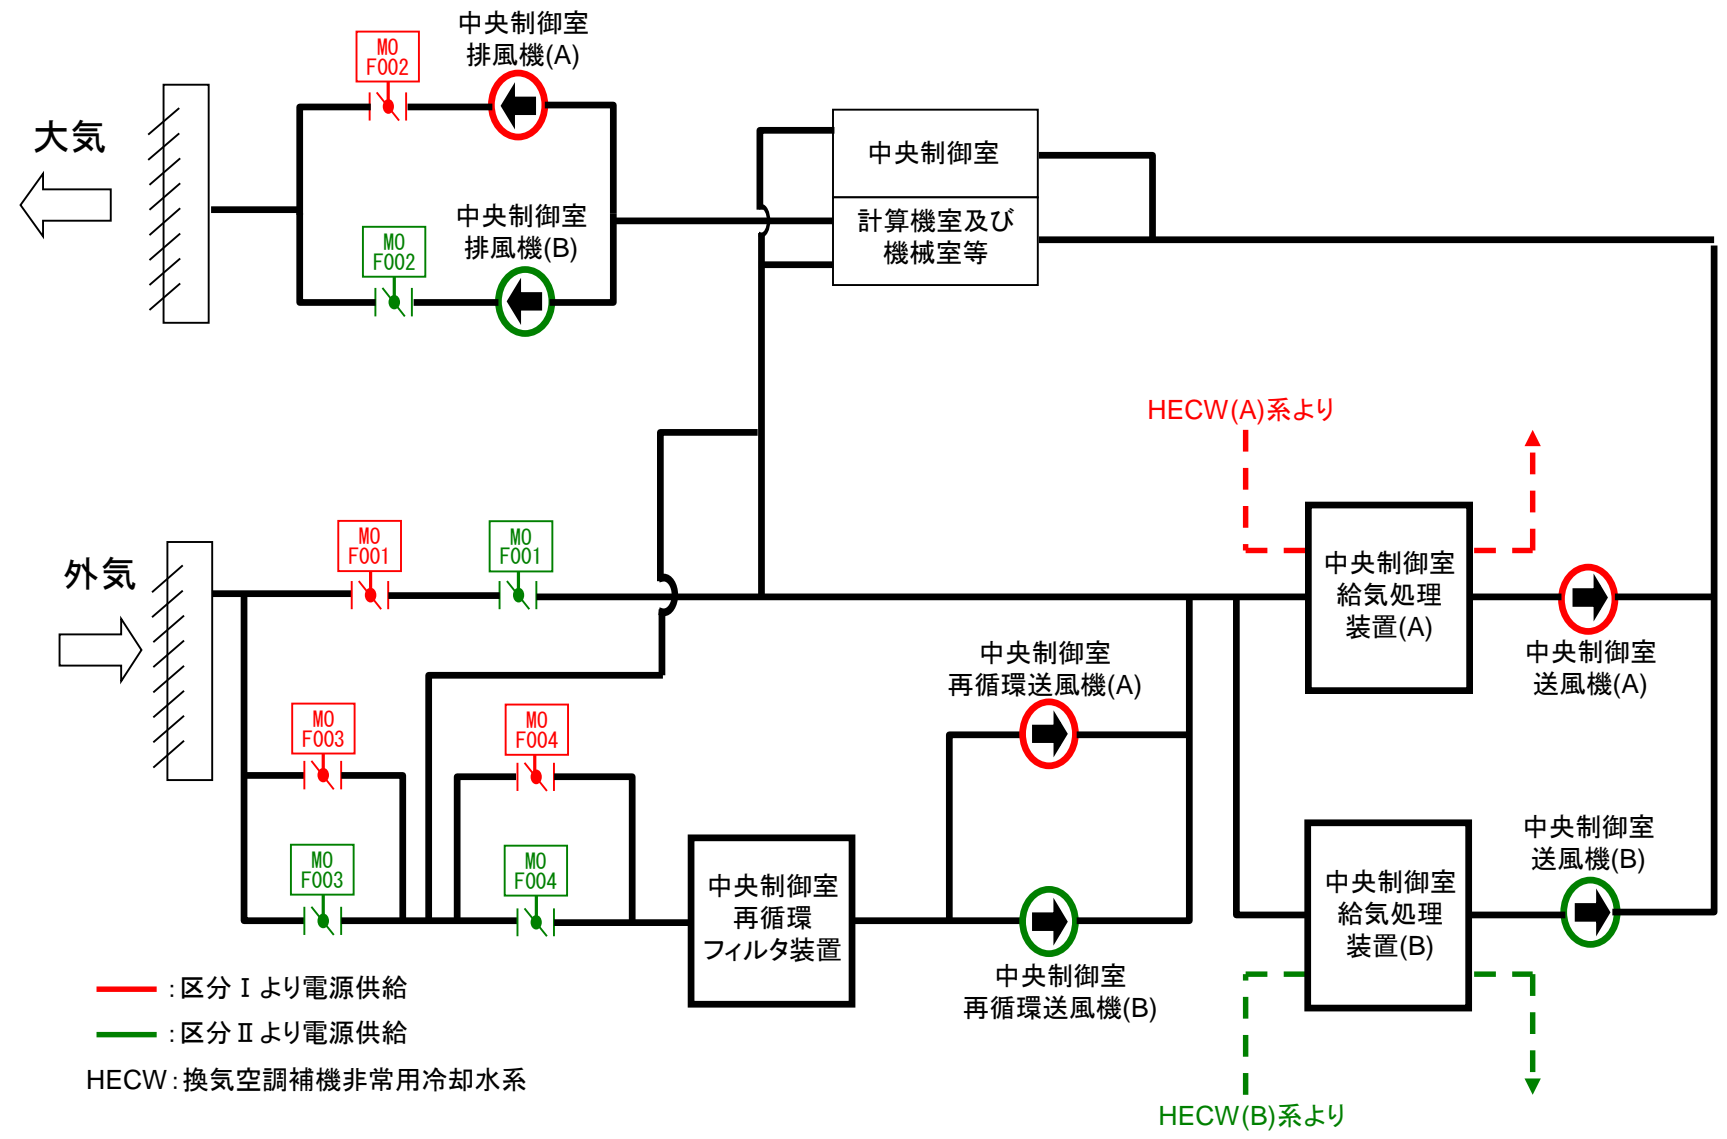 中央制御室
排風機(A)
MO
F002
大気
中央制御室
排風機(B)
MO
F002
中央制御室
計算機室及び
機械室等
HECW(A)系より
外気
MO
F001
MO
F001
中央制御室
給気処理
装置(A)
中央制御室
送風機(A)
中央制御室
再循環送風機(A)
MO
F003
MO
F004
MO
F003
MO
F004
中央制御室
再循環
フィルタ装置
中央制御室
再循環送風機(B)
中央制御室
給気処理
装置(B)
中央制御室
送風機(B)
:区分Ⅰより電源供給
:区分Ⅱより電源供給
HECW:換気空調補機非常用冷却水系
HECW(B)系より